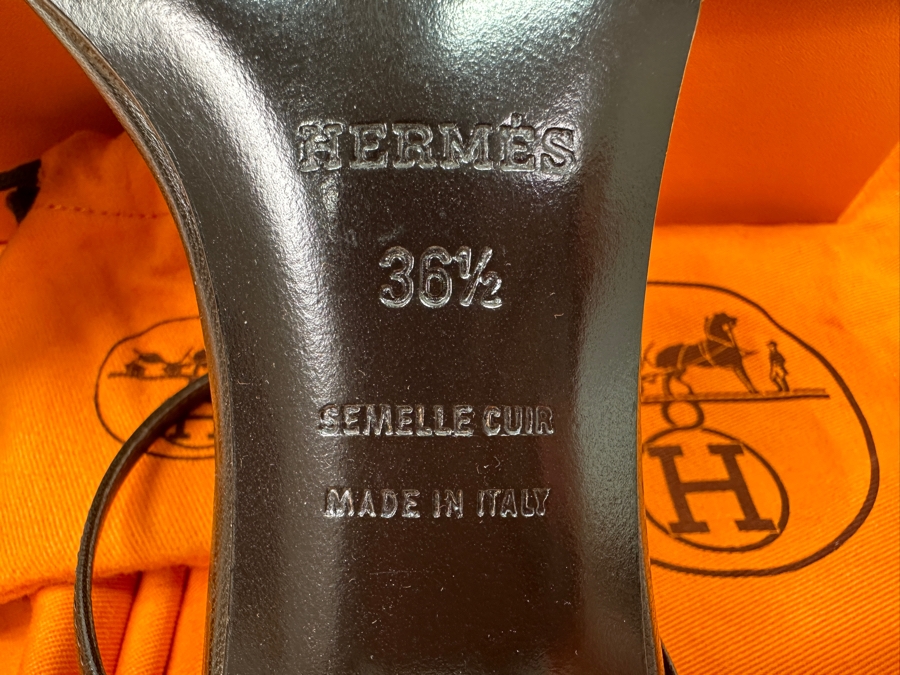 HERMÈS
36½
SEMELLE CUIR
MADE IN ITALY
H